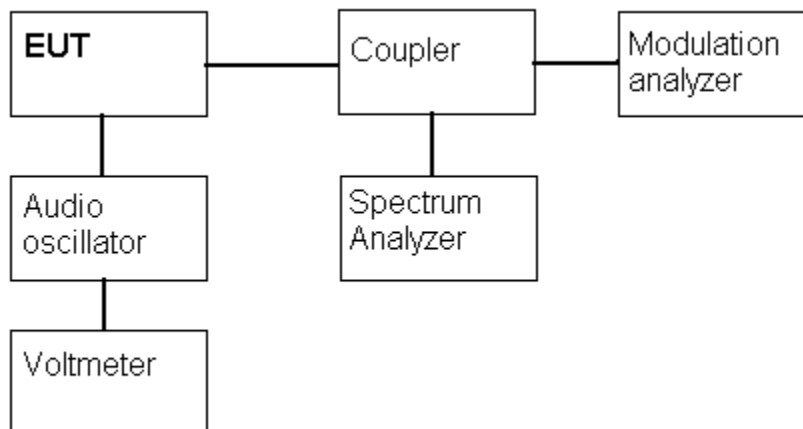 EUT
Coupler
Modulation
analyzer
Audio
oscillator
Spectrum
Analyzer
Voltmeter